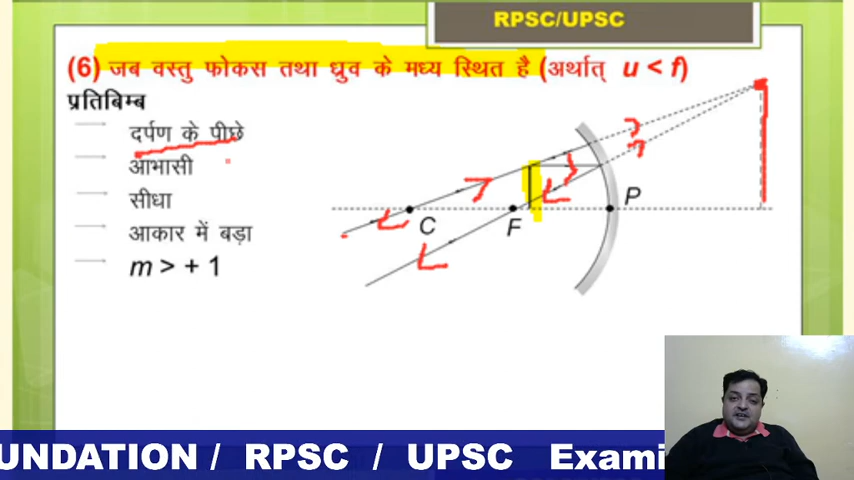 RPSC/UPSC
(6) जब वस्तु फोकस तथा ध्रुव के मध्य स्थित है (अर्थात् u < f)
प्रतिबिम्ब
दर्पण के पीछे
आभासी
सीधा
आकार में बड़ा
m > + 1
C
F
P
UNDATION / RPSC / UPSC Exami